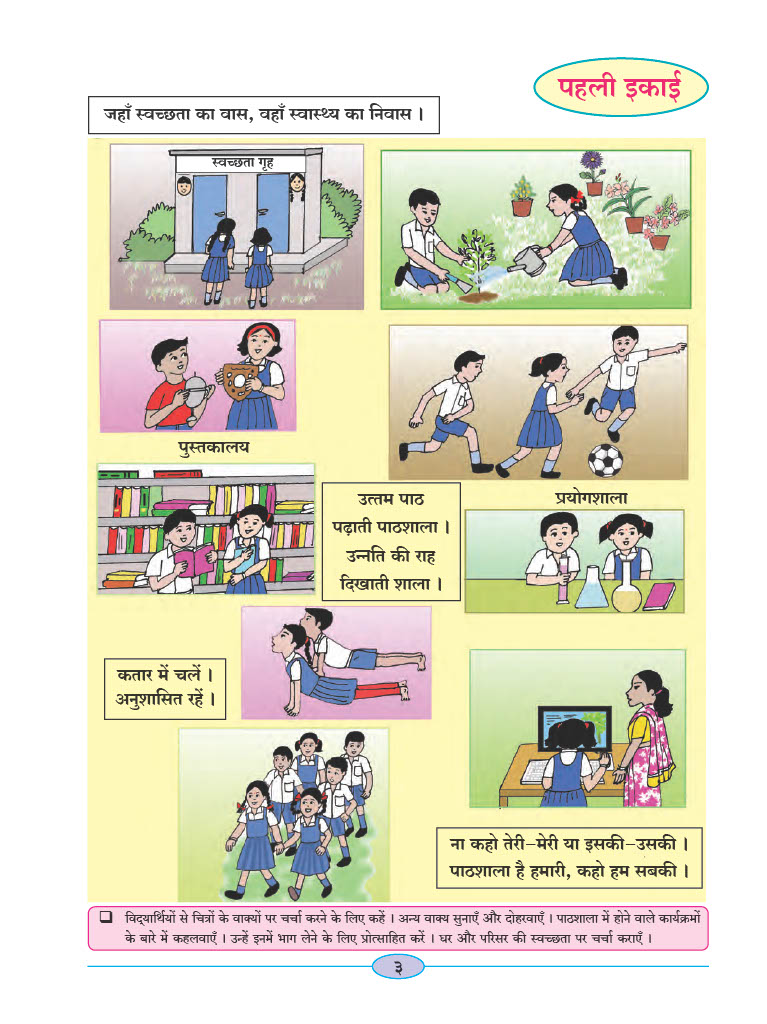 पहली इकाई
जहाँ स्वच्छता का वास, वहाँ स्वास्थ्य का निवास ।
स्वच्छता गृह
पुस्तकालय
उत्तम पाठ
पढ़ाती पाठशाला ।
उन्नति की राह
दिखाती शाला ।
प्रयोगशाला
कतार में चलें ।
अनुशासित रहें ।
ना कहो तेरी-मेरी या इसकी-उसकी ।
पाठशाला है हमारी, कहो हम सबकी ।
❑ विद्यार्थियों से चित्रों के वाक्यों पर चर्चा करने के लिए कहें । अन्य वाक्य सुनाएँ और दोहरवाएँ । पाठशाला में होने वाले कार्यक्रमों
के बारे में कहलवाएँ । उन्हें इनमें भाग लेने के लिए प्रोत्साहित करें । घर और परिसर की स्वच्छता पर चर्चा कराएँ ।
३